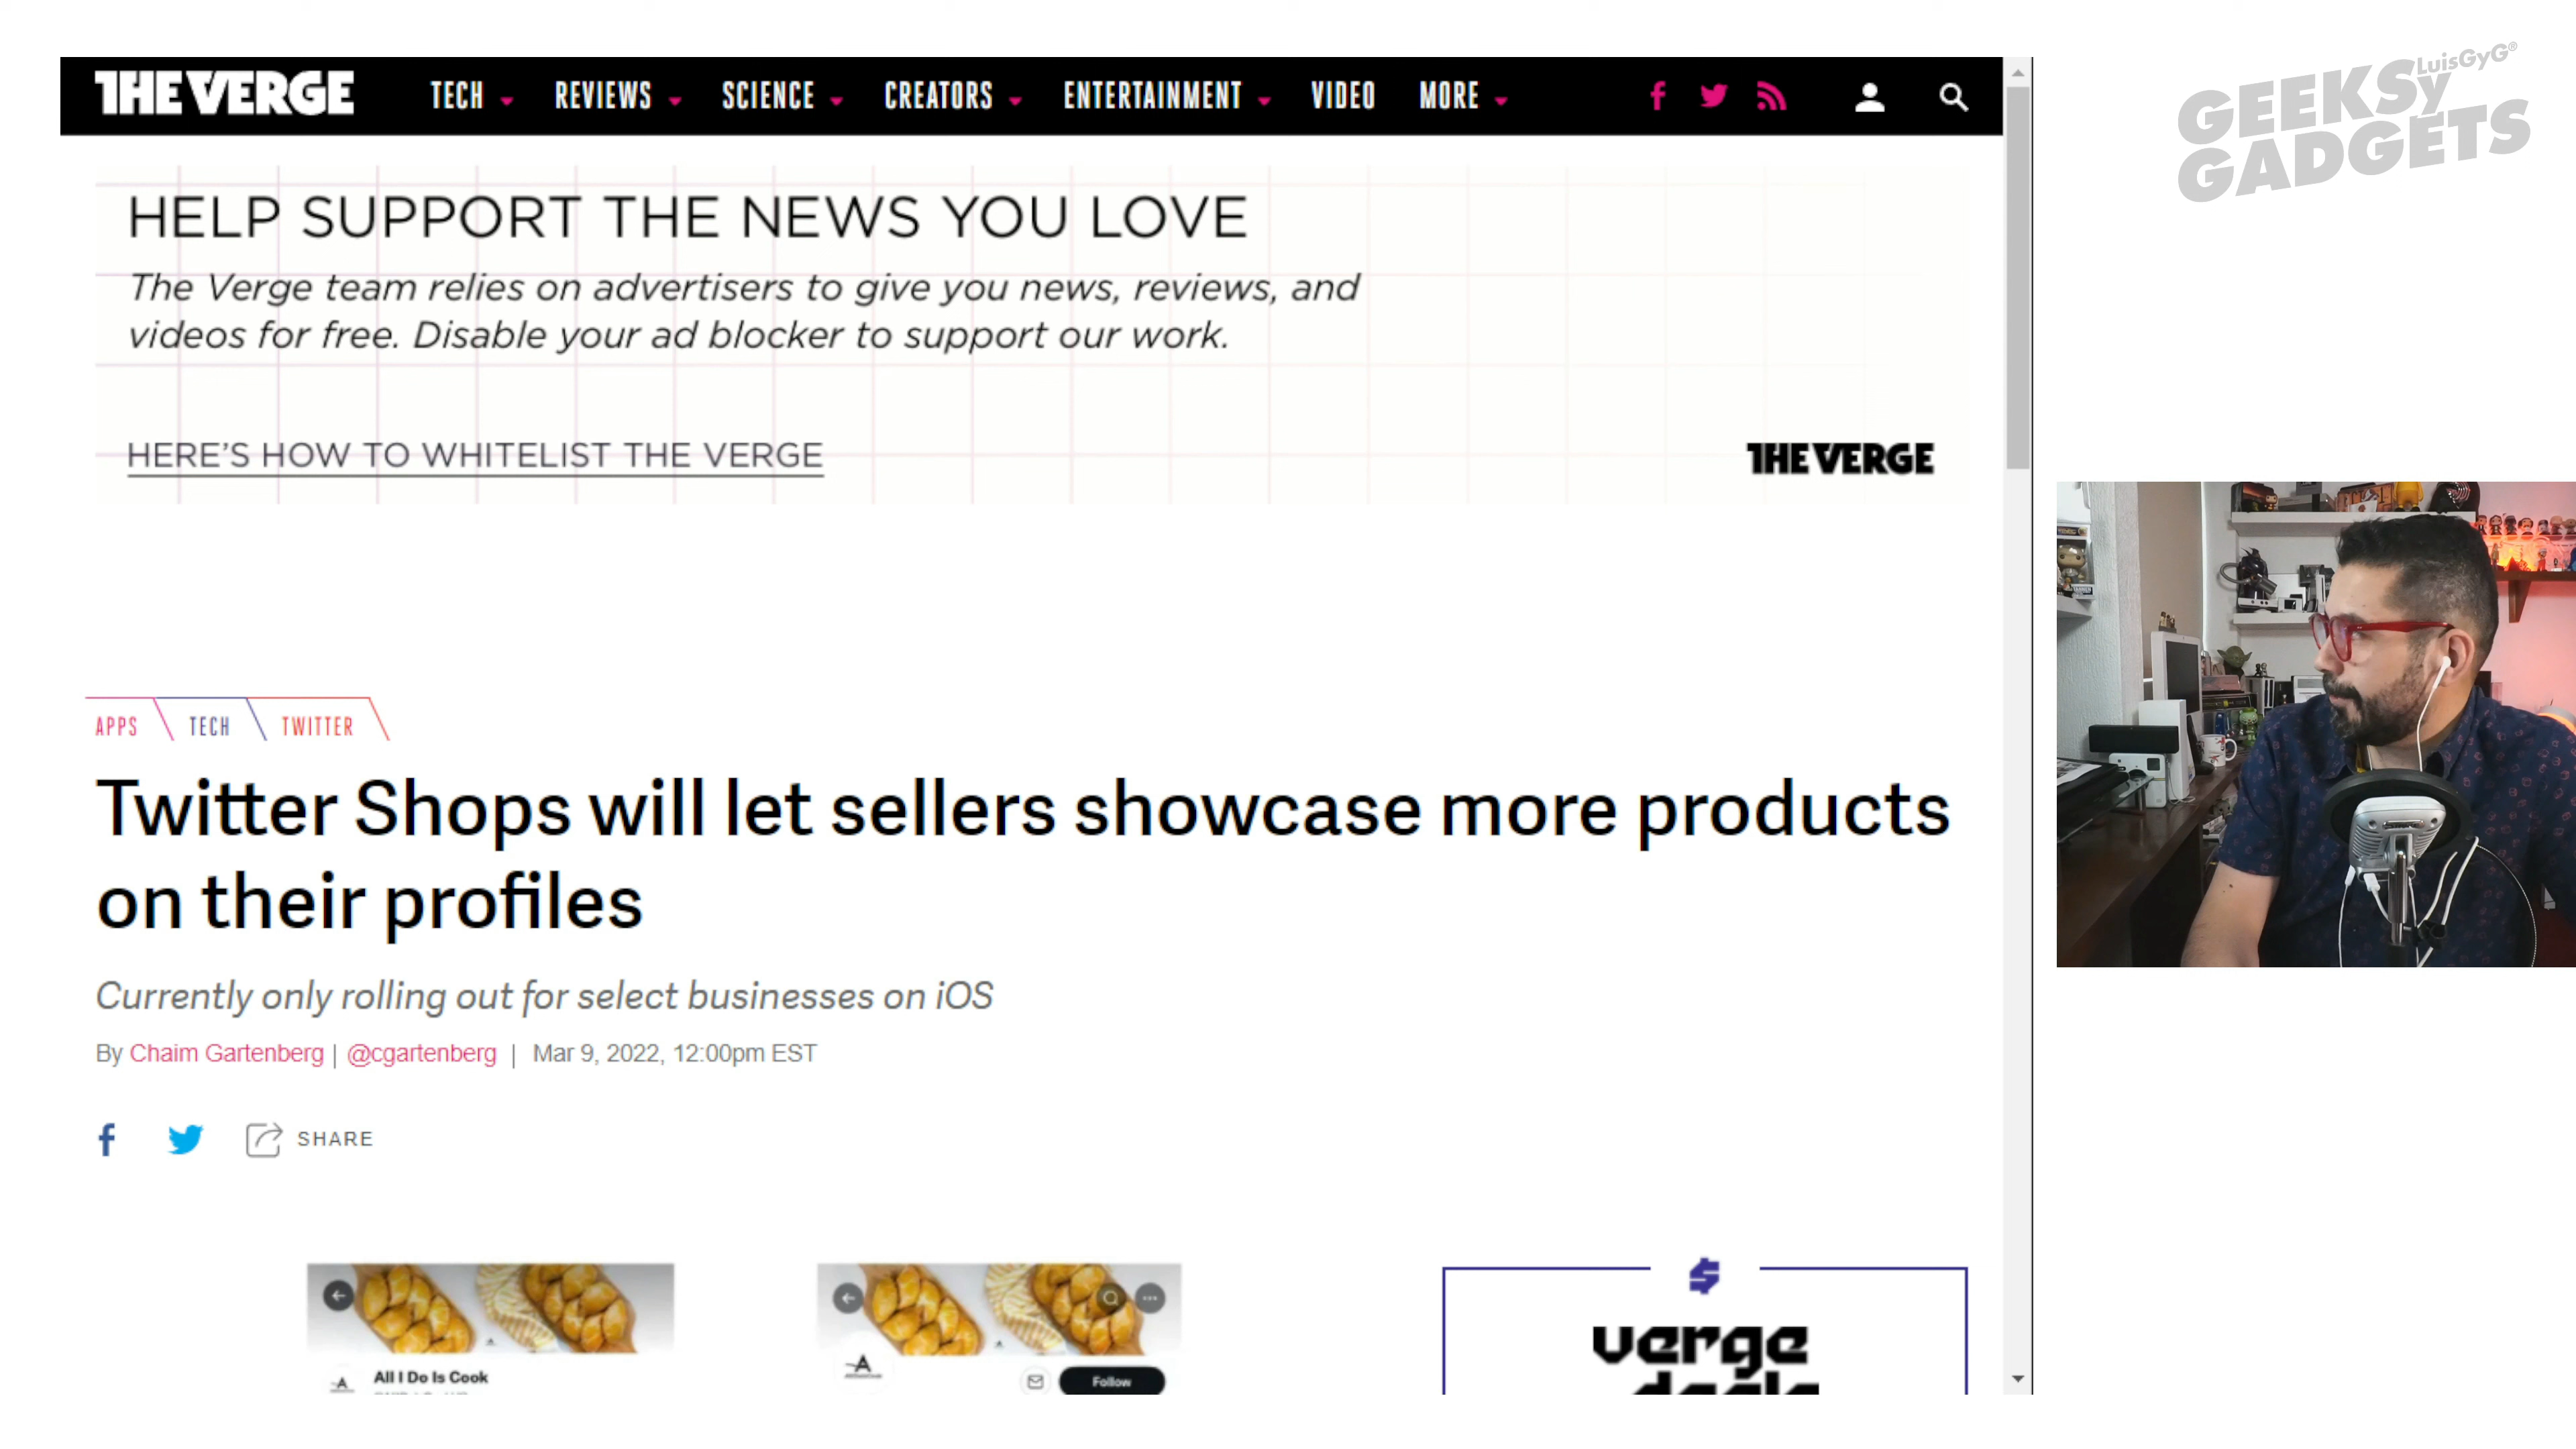 THE VERGE
TECH REVIEWS SCIENCE CREATORS ENTERTAINMENT VIDEO MORE
LuisGyG®
GEEKSy
GADGETS
HELP SUPPORT THE NEWS YOU LOVE
The Verge team relies on advertisers to give you news, reviews, and
videos for free. Disable your ad blocker to support our work.
HERE'S HOW TO WHITELIST THE VERGE
THE VERGE
APPS TECH TWITTER
Twitter Shops will let sellers showcase more products
on their profiles
Currently only rolling out for select businesses on iOS
By Chaim Gartenberg | @cgartenberg | Mar 9, 2022, 12:00pm EST
SHARE
All I Do Is Cook
Follow
verge